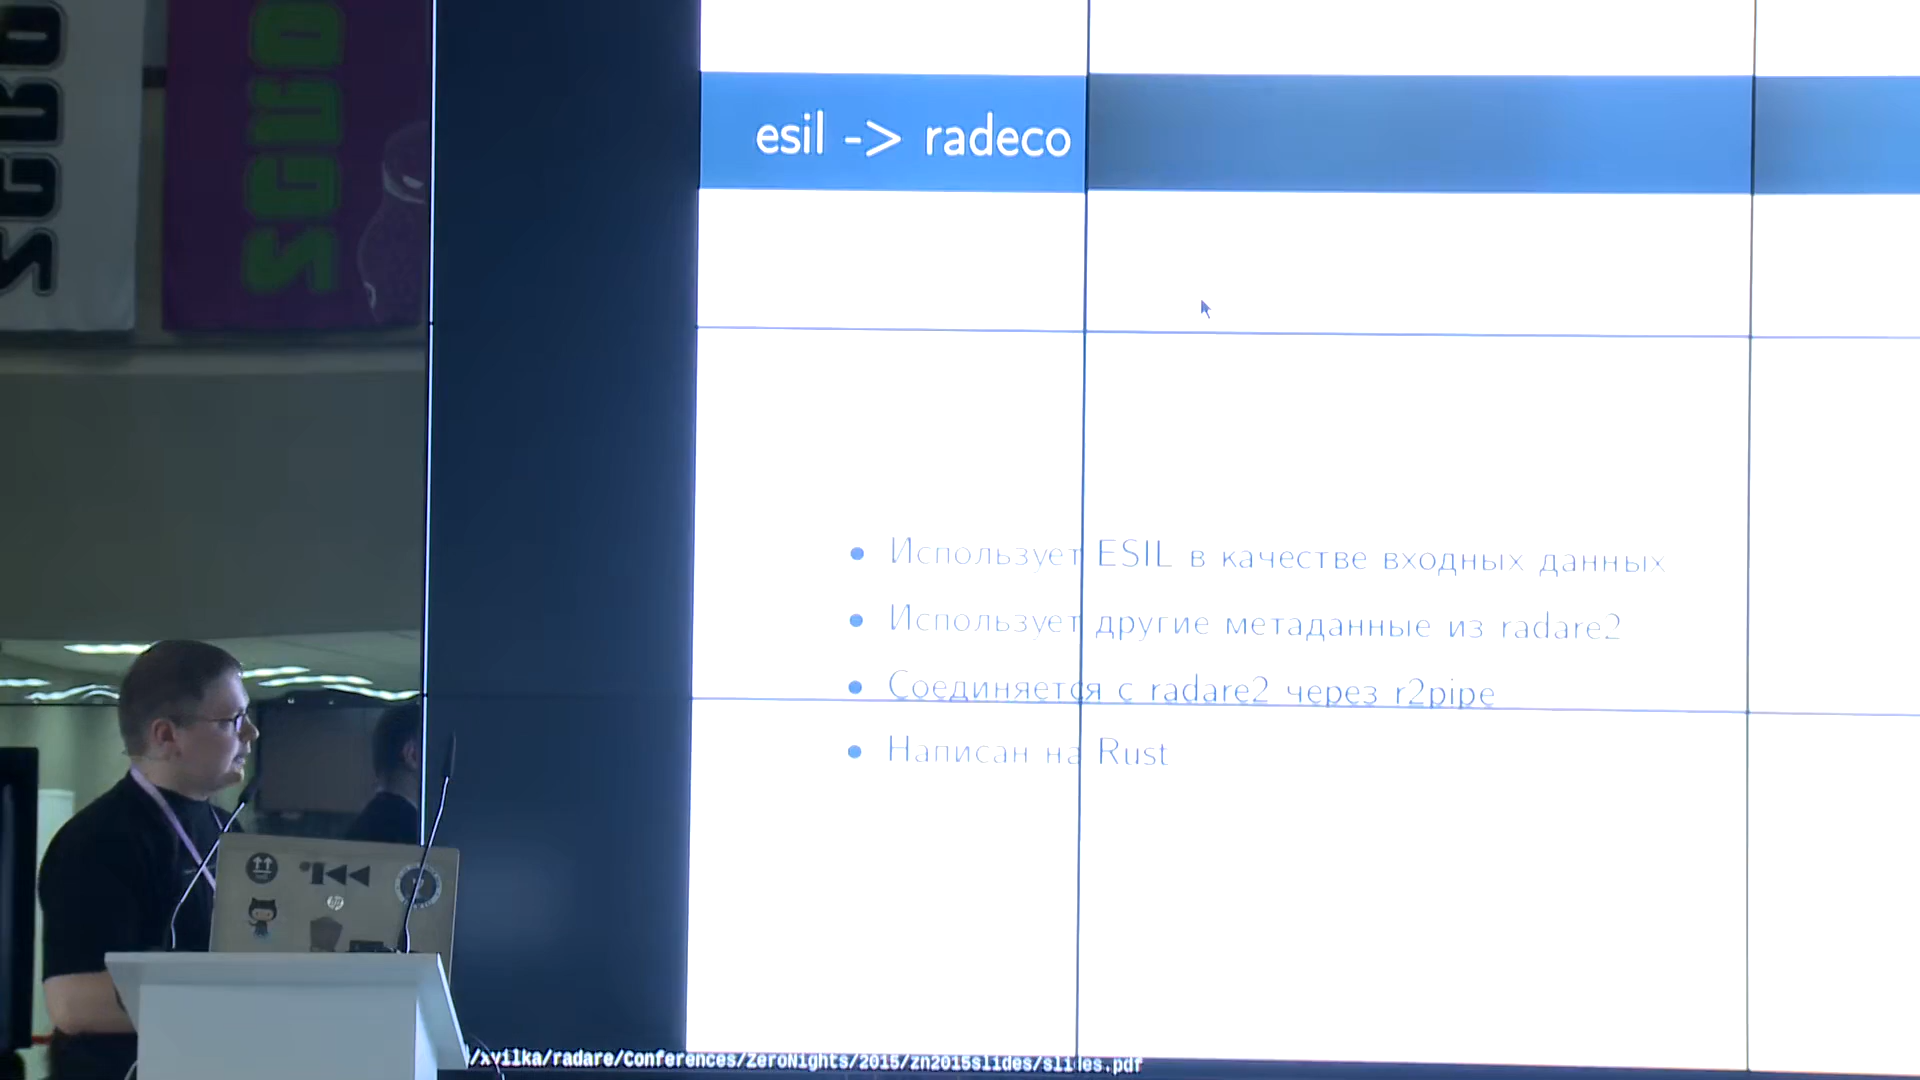 esil -> radeco
Использует ESIL в качестве входных данных
Использует другие метаданные из radare2
Соединяется с radare2 через r2pipe
Написан на Rust
/xvilka/radare/Conferences/ZeroNights/2015/zn2015slides/slides.pdf
hp